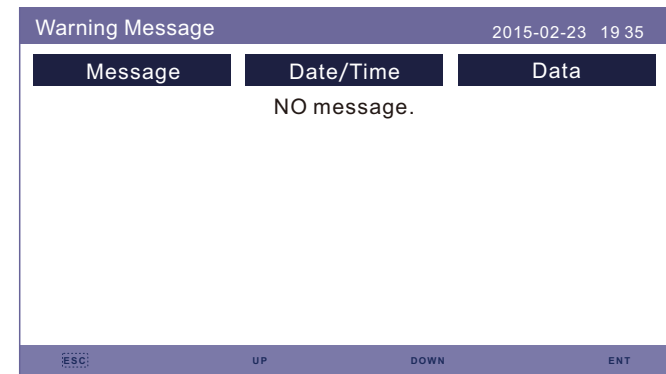 Warning Message 2015-02-23 19 35
Message Date/Time Data
NO message.
ESC UP DOWN ENT